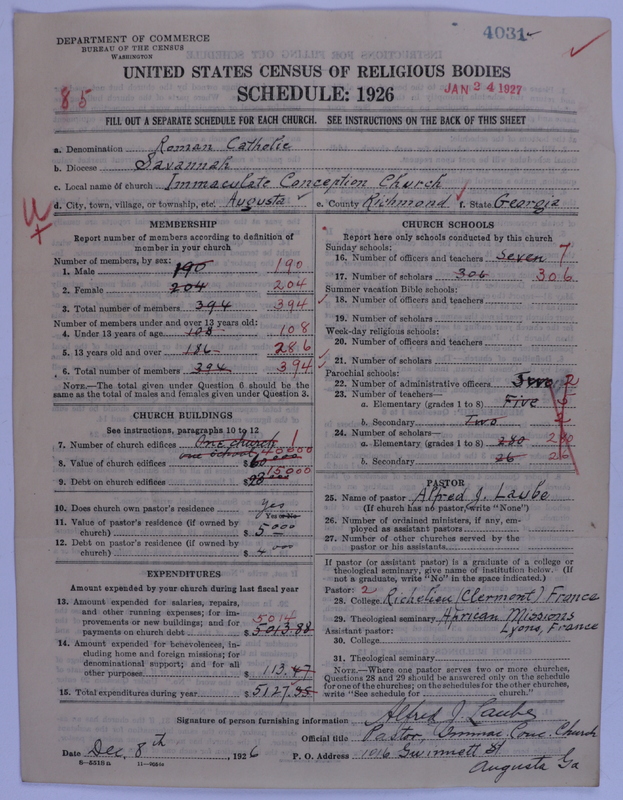 DEPARTMENT OF COMMERCE
BUREAU OF THE CENSUS
WASHINGTON
4031
UNITED STATES CENSUS OF RELIGIOUS BODIES
SCHEDULE: 1926
JAN 24 1927
85
FILL OUT A SEPARATE SCHEDULE FOR EACH CHURCH. SEE INSTRUCTIONS ON THE BACK OF THIS SHEET
a. Denomination Roman Catholic
b. Diocese Savannah
c. Local name of church Immaculate Conception Church
d. City, town, village, or township, etc. Augusta e. County Richmond f. State Georgia
MEMBERSHIP
Report number of members according to definition of
member in your church
Number of members, by sex:
1. Male 190 190
2. Female 204 204
3. Total number of members 394 394
Number of members under and over 13 years old:
4. Under 13 years of age 108
5. 13 years old and over 286
6. Total number of members 394 394
NOTE.—The total given under Question 6 should be
same as the total of males and females given under Question 3.
CHURCH BUILDINGS
See instructions, paragraphs 10 to 12
7. Number of church edifices One church 1
one school 40000
8. Value of church edifices $
15000
9. Debt on church edifices $
10. Does church own pastor's residence? yes
Yes or No
11. Value of pastor's residence (if owned by
church) $ 5000
12. Debt on pastor's residence (if owned by
church) $ 4000
EXPENDITURES
Amount expended by your church during last fiscal year
13. Amount expended for salaries, repairs,
and other running expenses; for im-
provements or new buildings; and for 5014
payments on church debt $ 5013.88
14. Amount expended for benevolences, in-
cluding home and foreign missions; for
denominational support; and for all
other purposes $ 113.47
15. Total expenditures during year $ 5127.35
CHURCH SCHOOLS
Report here only schools conducted by this church
Sunday schools:
16. Number of officers and teachers Seven 7
17. Number of scholars 306 306
Summer vacation Bible schools:
18. Number of officers and teachers
19. Number of scholars
Week-day religious schools:
20. Number of officers and teachers
21. Number of scholars
Parochial schools:
22. Number of administrative officers Two 2
23. Number of teachers—
a. Elementary (grades 1 to 8) Five 5
b. Secondary Two 2
24. Number of scholars—
a. Elementary (grades 1 to 8) 280 280
b. Secondary 26 26
PASTOR
25. Name of pastor Alfred J. Laube
(If church has no pastor, write "None")
26. Number of ordained ministers, if any, em-
ployed as assistant pastors
27. Number of other churches served by the
pastor or his assistants
If pastor (or assistant pastor) is a graduate of a college or
theological seminary, give name of institution below. (If
not a graduate, write "No" in the space indicated.)
Pastor: 2
28. College Richelieu (Clermont) France
29. Theological seminary African Missions
Lyons, France
Assistant pastor:
30. College
31. Theological seminary
NOTE.—Where one pastor serves two or more churches,
Questions 28 and 29 should be answered only on the schedule
for one of the churches; on the schedules for the other churches,
write "See schedule for church."
Signature of person furnishing information Alfred J Laube
Official title Pastor, Immac. Conc. Church
Date Dec. 8th, 1926 P. O. Address 1016 Gwinnett St
Augusta Ga
8—5518a